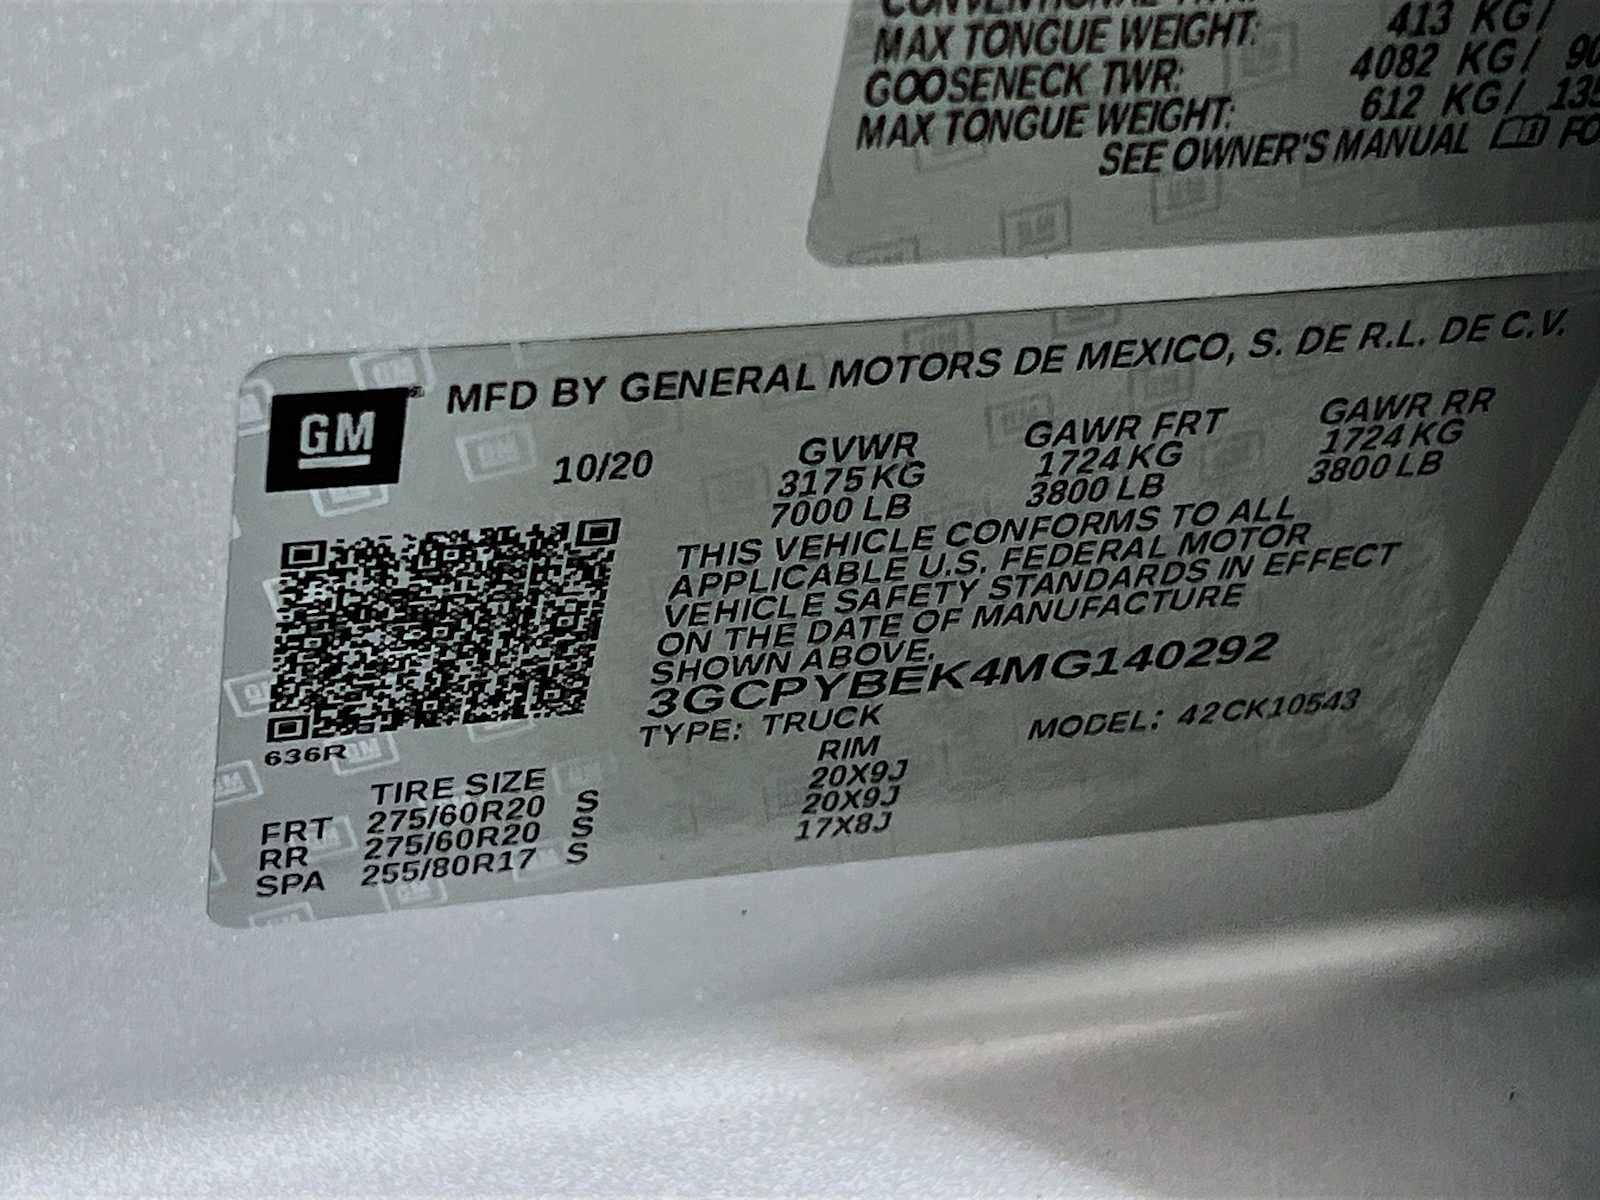 MAX TONGUE WEIGHT: 413 KG/
GOOSENECK TWR: 4082 KG/ 90
MAX TONGUE WEIGHT: 612 KG/ 135
SEE OWNER'S MANUAL FO
GM
MFD BY GENERAL MOTORS DE MEXICO, S. DE R.L. DE C.V.
10/20 GVWR GAWR FRT GAWR RR
3175 KG 1724 KG 1724 KG
7000 LB 3800 LB 3800 LB
THIS VEHICLE CONFORMS TO ALL
APPLICABLE U.S. FEDERAL MOTOR
VEHICLE SAFETY STANDARDS IN EFFECT
ON THE DATE OF MANUFACTURE
SHOWN ABOVE.
3GCPYBEK4MG140292
TYPE: TRUCK MODEL: 42CK10543
636R
TIRE SIZE RIM
FRT 275/60R20 S 20X9J
RR 275/60R20 S 20X9J
SPA 255/80R17 S 17X8J